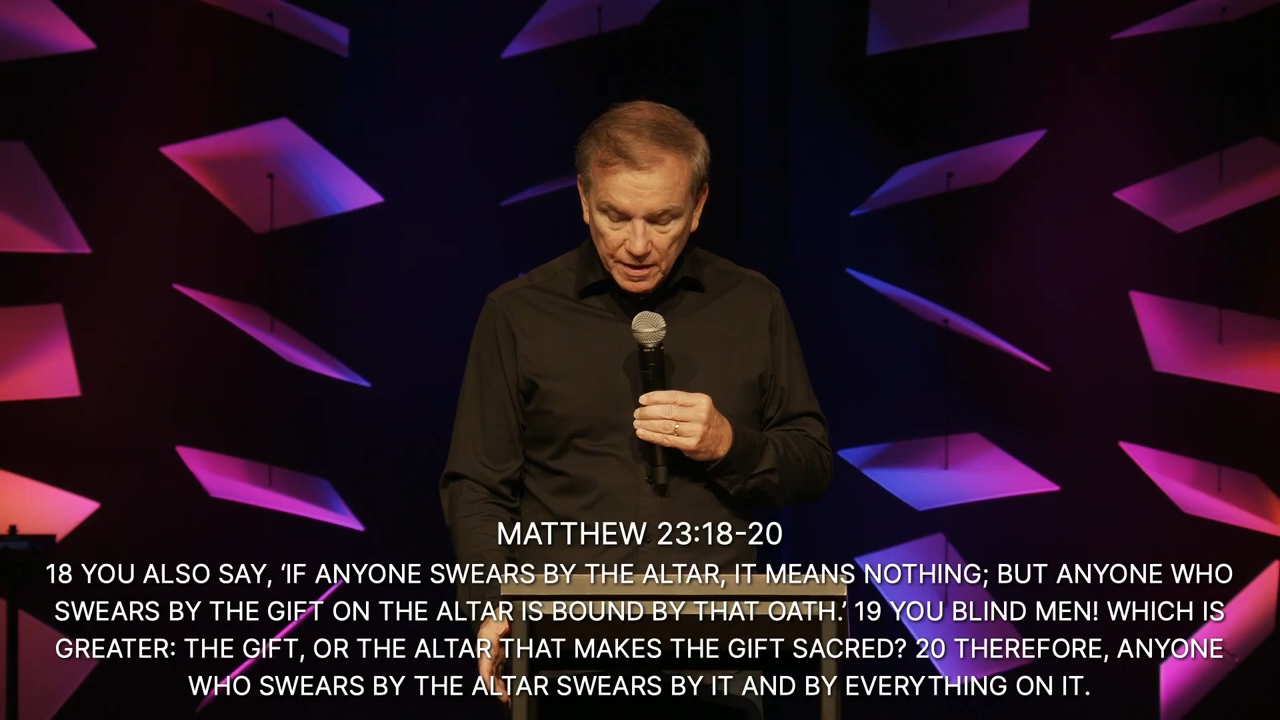 MATTHEW 23:18-20
18 YOU ALSO SAY, ‘IF ANYONE SWEARS BY THE ALTAR, IT MEANS NOTHING; BUT ANYONE WHO
SWEARS BY THE GIFT ON THE ALTAR IS BOUND BY THAT OATH.’ 19 YOU BLIND MEN! WHICH IS
GREATER: THE GIFT, OR THE ALTAR THAT MAKES THE GIFT SACRED? 20 THEREFORE, ANYONE
WHO SWEARS BY THE ALTAR SWEARS BY IT AND BY EVERYTHING ON IT.